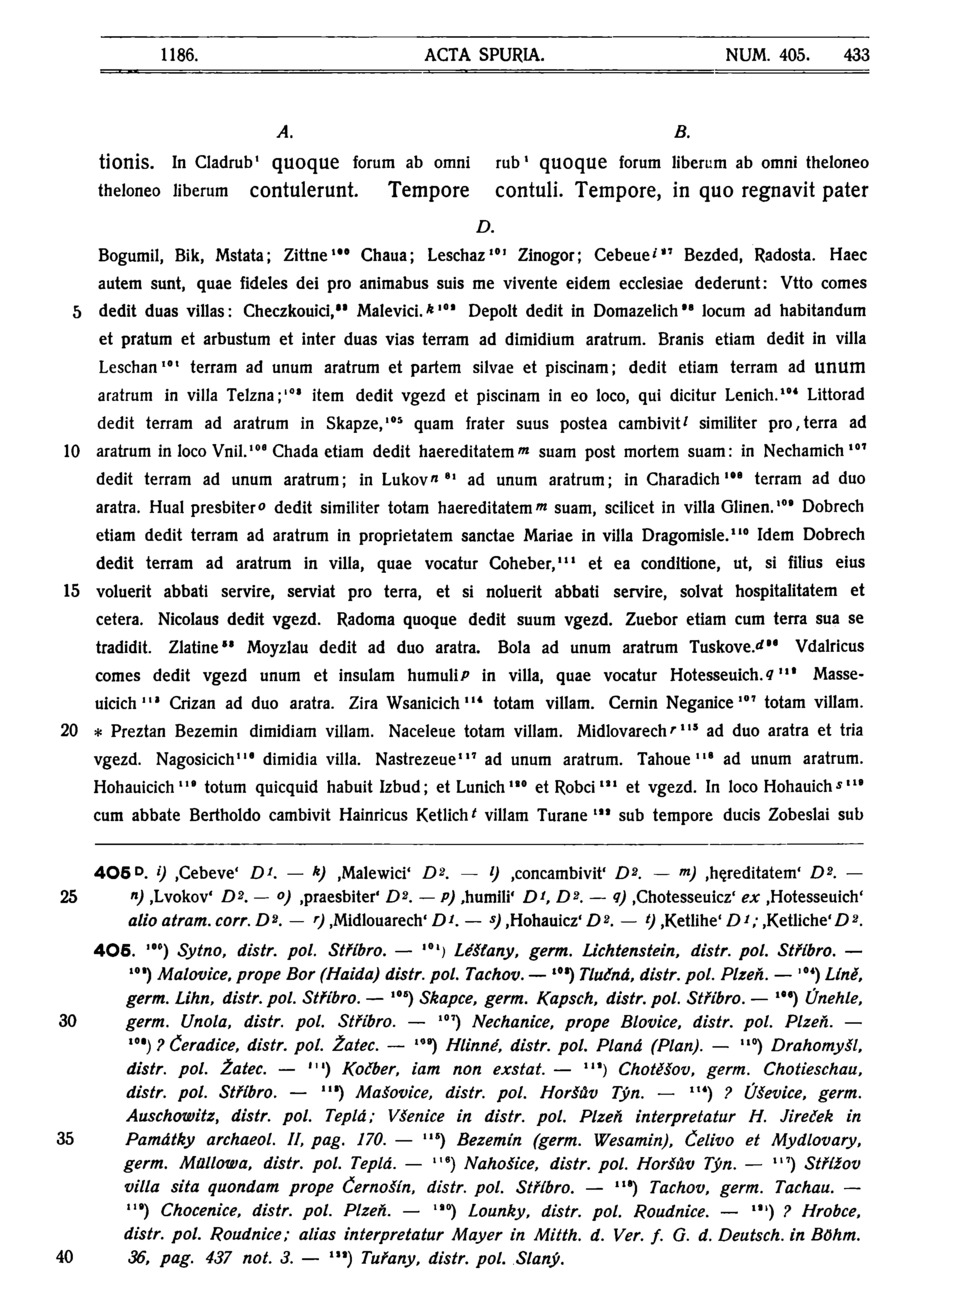 1186. ACTA SPURIA. NUM. 405. 433
A.
tionis. In Cladrub¹ quoque forum ab omni
theloneo liberum contulerunt. Tempore
B.
rub¹ quoque forum liberum ab omni theloneo
contuli. Tempore, in quo regnavit pater
D.
Bogumil, Bik, Mstata; Zittne¹⁰⁰ Chaua; Leschaz¹⁰¹ Zinogor; Cebeue i ⁹⁷ Bezded, Radosta. Haec
autem sunt, quae fideles dei pro animabus suis me vivente eidem ecclesiae dederunt: Vtto comes
5 dedit duas villas: Checzkouici, Malevici. k ¹⁰² Depolt dedit in Domazelich locum ad habitandum
et pratum et arbustum et inter duas vias terram ad dimidium aratrum. Branis etiam dedit in villa
Leschan¹⁰¹ terram ad unum aratrum et partem silvae et piscinam; dedit etiam terram ad unum
aratrum in villa Telzna;¹⁰³ item dedit vgezd et piscinam in eo loco, qui dicitur Lenich.¹⁰⁴ Littorad
dedit terram ad aratrum in Skapze,¹⁰⁵ quam frater suus postea cambivit l similiter pro, terra ad
10 aratrum in loco Vnil.¹⁰⁶ Chada etiam dedit haereditatem m suam post mortem suam: in Nechamich¹⁰⁷
dedit terram ad unum aratrum; in Lukov n ⁸¹ ad unum aratrum; in Charadich¹⁰⁸ terram ad duo
aratra. Hual presbiter o dedit similiter totam haereditatem m suam, scilicet in villa Glinen.¹⁰⁹ Dobrech
etiam dedit terram ad aratrum in proprietatem sanctae Mariae in villa Dragomisle.¹¹⁰ Idem Dobrech
dedit terram ad aratrum in villa, quae vocatur Coheber,¹¹¹ et ea conditione, ut, si filius eius
15 voluerit abbati servire, serviat pro terra, et si noluerit abbati servire, solvat hospitalitatem et
cetera. Nicolaus dedit vgezd. Radoma quoque dedit suum vgezd. Zuebor etiam cum terra sua se
tradidit. Zlatine Moyzlau dedit ad duo aratra. Bola ad unum aratrum Tuskove. d Vdalricus
comes dedit vgezd unum et insulam humuli p in villa, quae vocatur Hotesseuich. q ¹¹² Masse-
uicich¹¹³ Crizan ad duo aratra. Zira Wsanicich¹¹⁴ totam villam. Cernin Neganice¹⁰⁷ totam villam.
20 * Preztan Bezemin dimidiam villam. Naceleue totam villam. Midlovarech r ¹¹⁵ ad duo aratra et tria
vgezd. Nagosicich¹¹⁶ dimidia villa. Nastrezeue¹¹⁷ ad unum aratrum. Tahoue¹¹⁸ ad unum aratrum.
Hohauicich¹¹⁹ totum quicquid habuit Izbud; et Lunich¹²⁰ et Robci¹²¹ et vgezd. In loco Hohauich s ¹¹⁹
cum abbate Bertholdo cambivit Hainricus Ketlich t villam Turane¹²² sub tempore ducis Zobeslai sub
405 D. i) ‚Cebeve‘ D1. — k) ‚Malewici‘ D2. — l) ‚concambivit‘ D2. — m) ‚hęreditatem‘ D2. —
25 n) ‚Lvokov‘ D2. — o) ‚praesbiter‘ D2. — p) ‚humili‘ D1, D2. — q) ‚Chotesseuicz‘ ex ‚Hotesseuich‘
alio atram. corr. D2. — r) ‚Midlouarech‘ D1. — s) ‚Hohauicz‘ D2. — t) ‚Ketlihe‘ D1; ‚Ketliche‘ D2.
405. ¹⁰⁰) Sytno, distr. pol. Stříbro. — ¹⁰¹) Léšťany, germ. Lichtenstein, distr. pol. Stříbro. —
¹⁰²) Malovice, prope Bor (Haida) distr. pol. Tachov. — ¹⁰³) Tlučná, distr. pol. Plzeň. — ¹⁰⁴) Líně,
germ. Lihn, distr. pol. Stříbro. — ¹⁰⁵) Skapce, germ. Kapsch, distr. pol. Stříbro. — ¹⁰⁶) Únehle,
30 germ. Unola, distr. pol. Stříbro. — ¹⁰⁷) Nechanice, prope Blovice, distr. pol. Plzeň. —
¹⁰⁸) ? Čeradice, distr. pol. Žatec. — ¹⁰⁹) Hlinné, distr. pol. Planá (Plan). — ¹¹⁰) Drahomyšl,
distr. pol. Žatec. — ¹¹¹) Kočber, iam non exstat. — ¹¹²) Chotěšov, germ. Chotieschau,
distr. pol. Stříbro. — ¹¹³) Mašovice, distr. pol. Horšův Týn. — ¹¹⁴) ? Úševice, germ.
Auschowitz, distr. pol. Teplá; Všenice in distr. pol. Plzeň interpretatur H. Jireček in
35 Památky archaeol. II, pag. 170. — ¹¹⁵) Bezemín (germ. Wesamin), Čelivo et Mydlovary,
germ. Müllowa, distr. pol. Teplá. — ¹¹⁶) Nahošice, distr. pol. Horšův Týn. — ¹¹⁷) Střížov
villa sita quondam prope Černošín, distr. pol. Stříbro. — ¹¹⁸) Tachov, germ. Tachau. —
¹¹⁹) Chocenice, distr. pol. Plzeň. — ¹²⁰) Lounky, distr. pol. Roudnice. — ¹²¹) ? Hrobce,
distr. pol. Roudnice; alias interpretatur Mayer in Mitth. d. Ver. f. G. d. Deutsch. in Böhm.
40 36, pag. 437 not. 3. — ¹²²) Tuřany, distr. pol. Slaný.